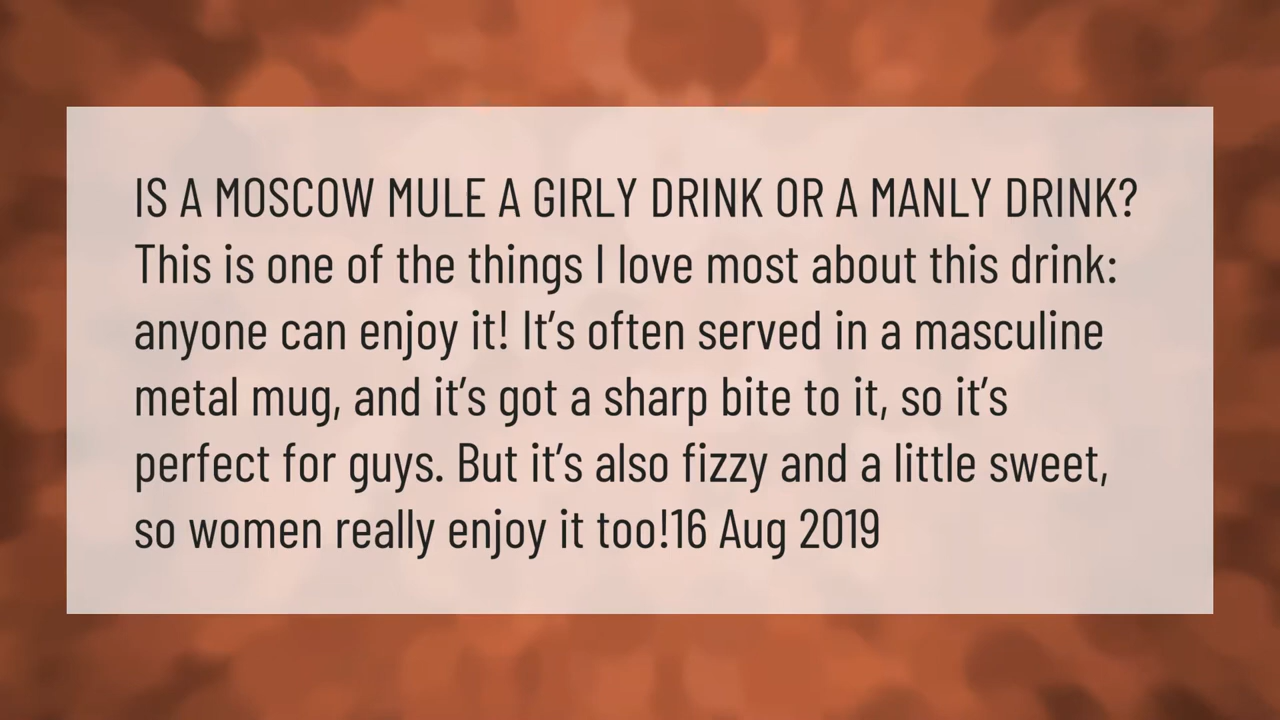 IS A MOSCOW MULE A GIRLY DRINK OR A MANLY DRINK?
This is one of the things I love most about this drink:
anyone can enjoy it! It’s often served in a masculine
metal mug, and it’s got a sharp bite to it, so it’s
perfect for guys. But it’s also fizzy and a little sweet,
so women really enjoy it too!16 Aug 2019